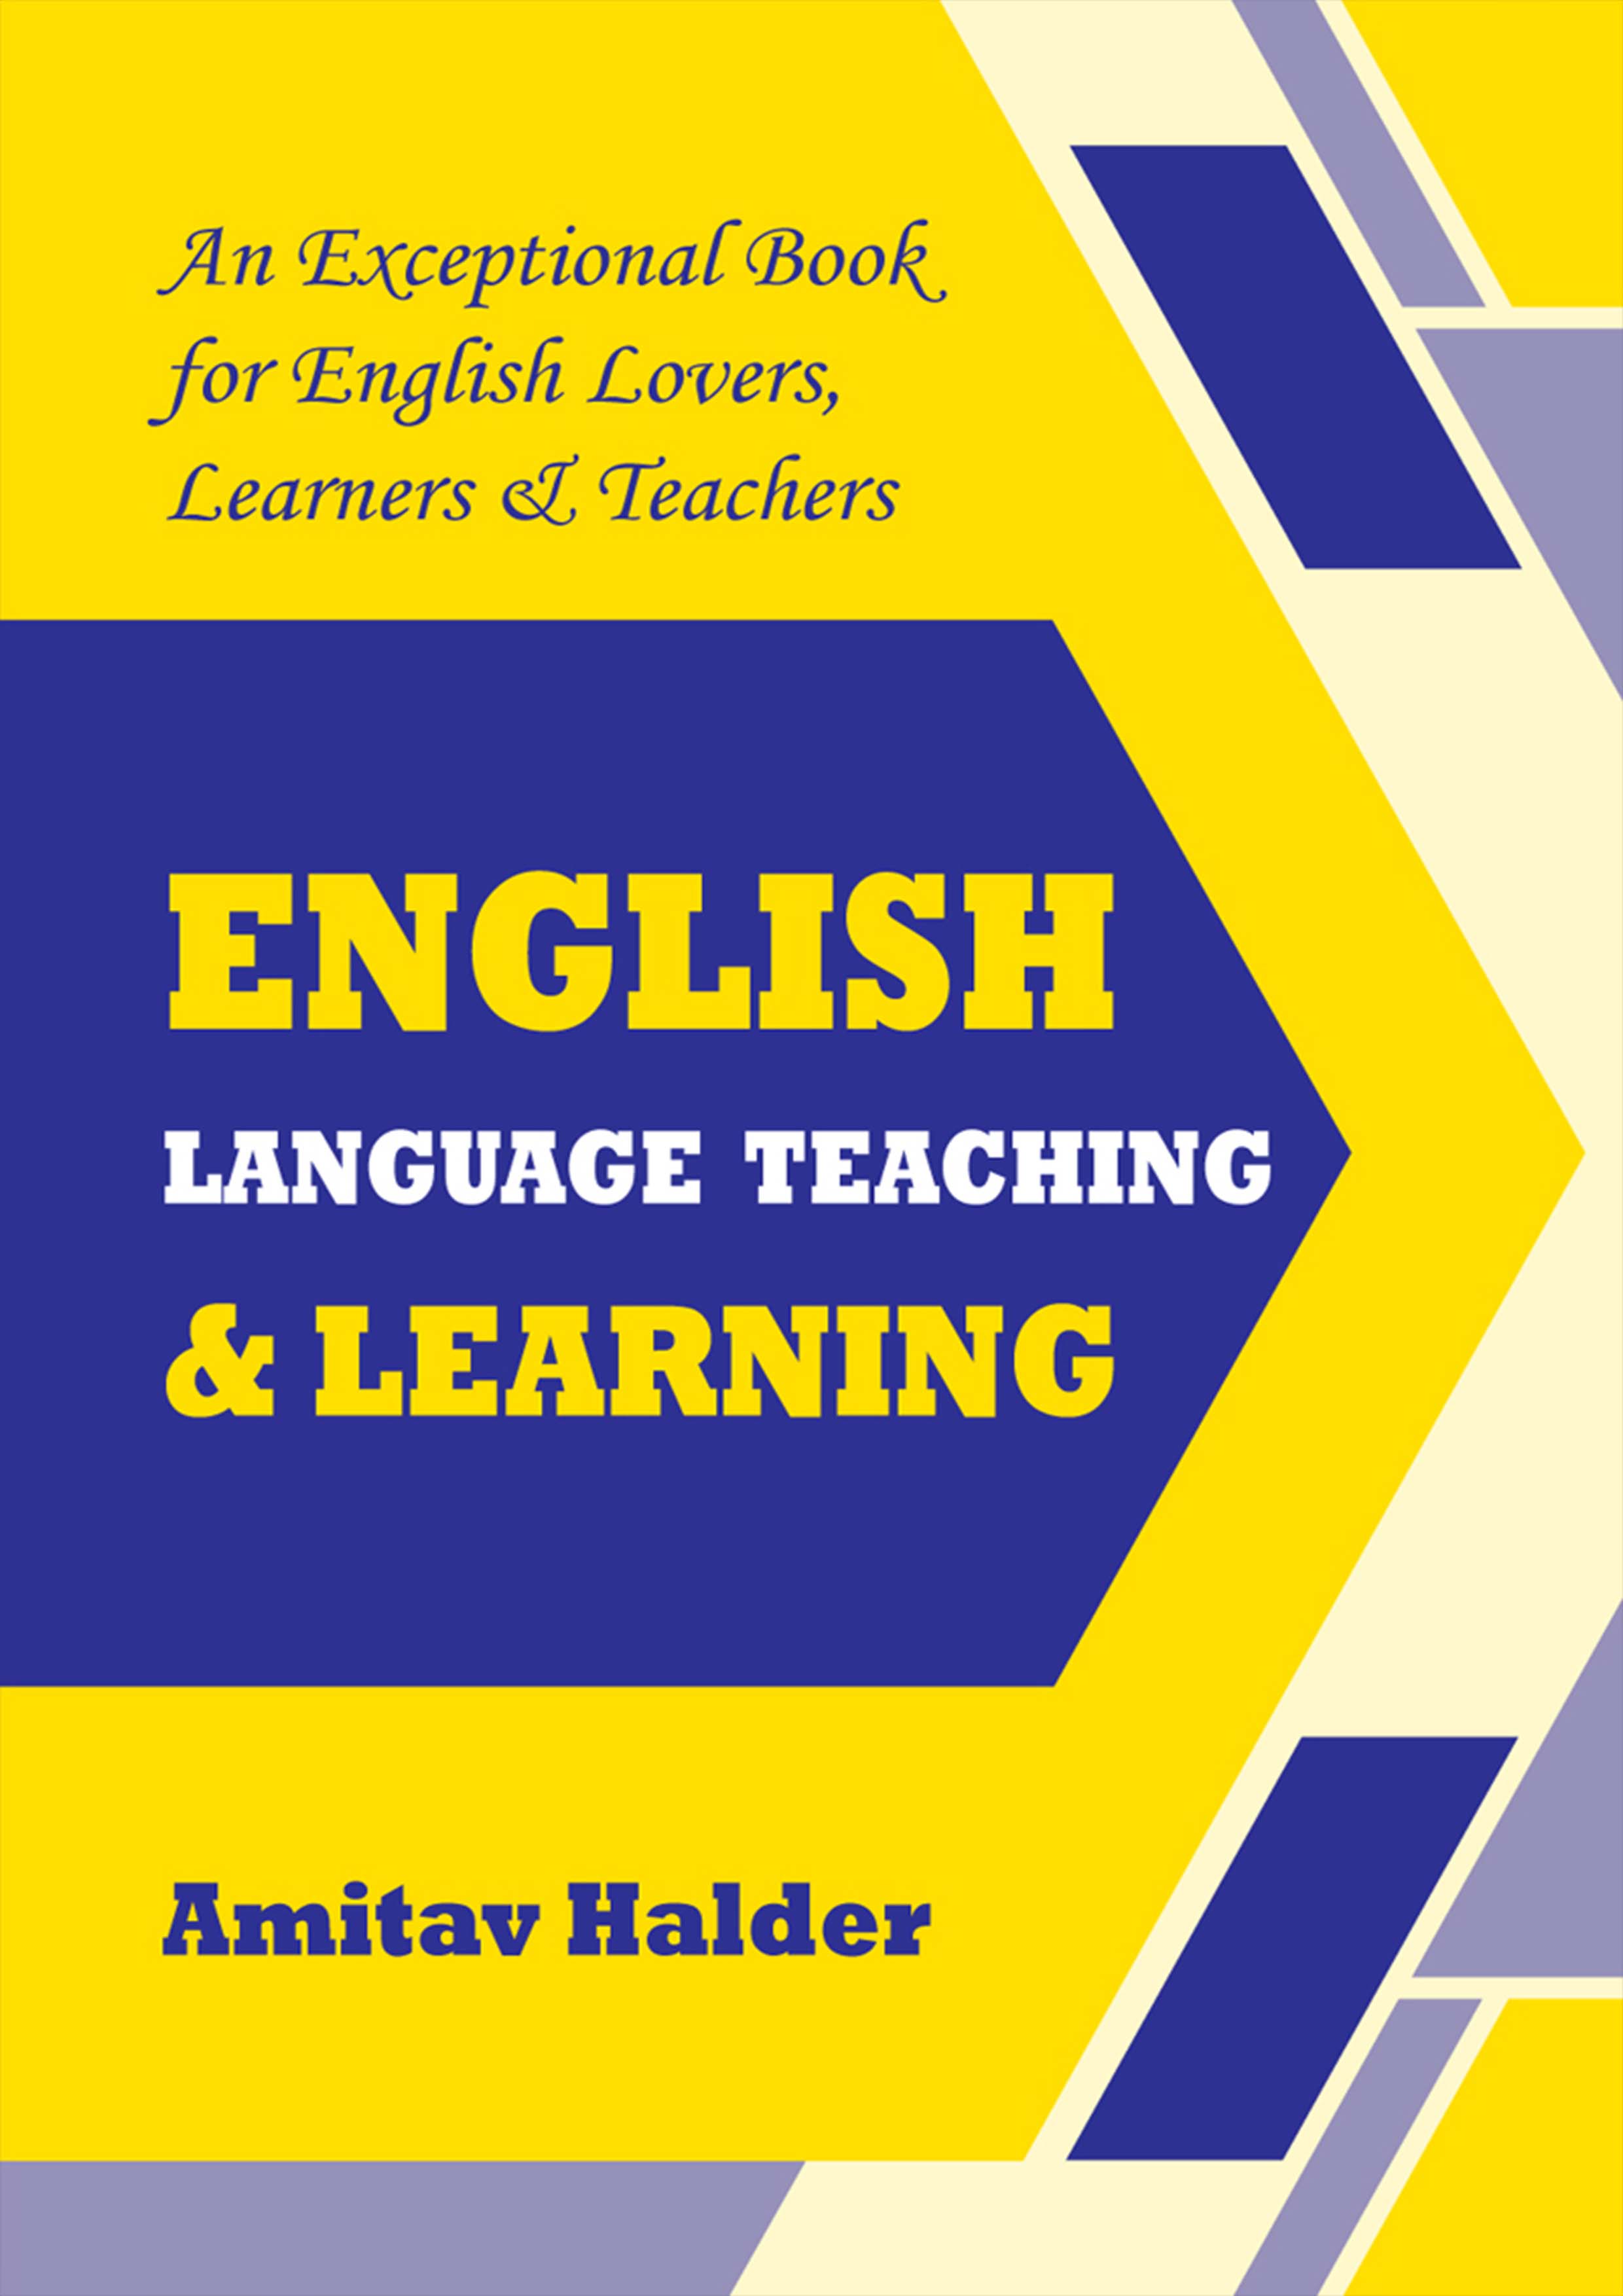 An Exceptional Book
for English Lovers,
Learners & Teachers
ENGLISH
LANGUAGE TEACHING
& LEARNING
Amitav Halder